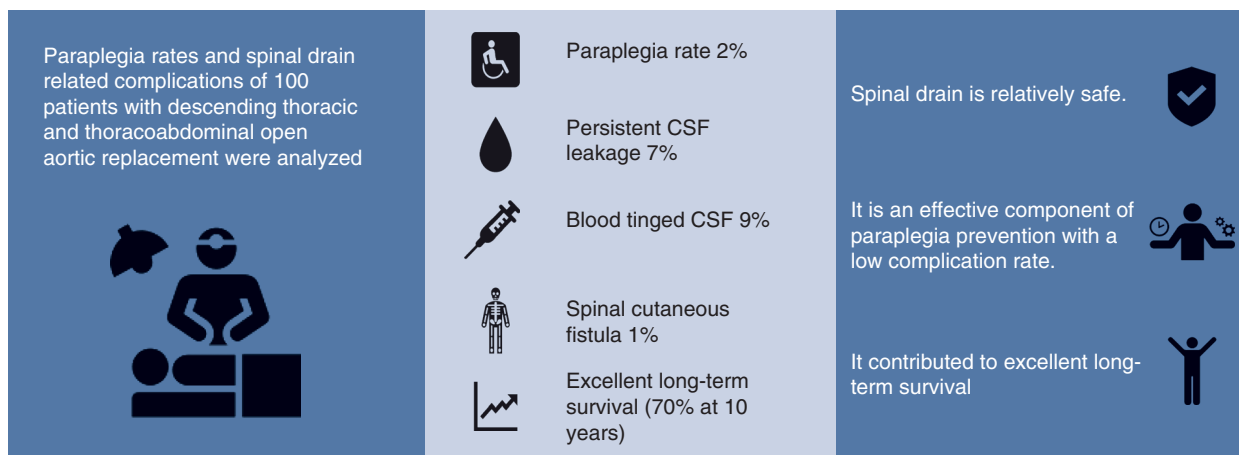 Paraplegia rates and spinal drain
related complications of 100
patients with descending thoracic
and thoracoabdominal open
aortic replacement were analyzed
Paraplegia rate 2%
Persistent CSF
leakage 7%
Blood tinged CSF 9%
Spinal cutaneous
fistula 1%
Excellent long-term
survival (70% at 10
years)
Spinal drain is relatively safe.
It is an effective component of
paraplegia prevention with a
low complication rate.
It contributed to excellent long-
term survival